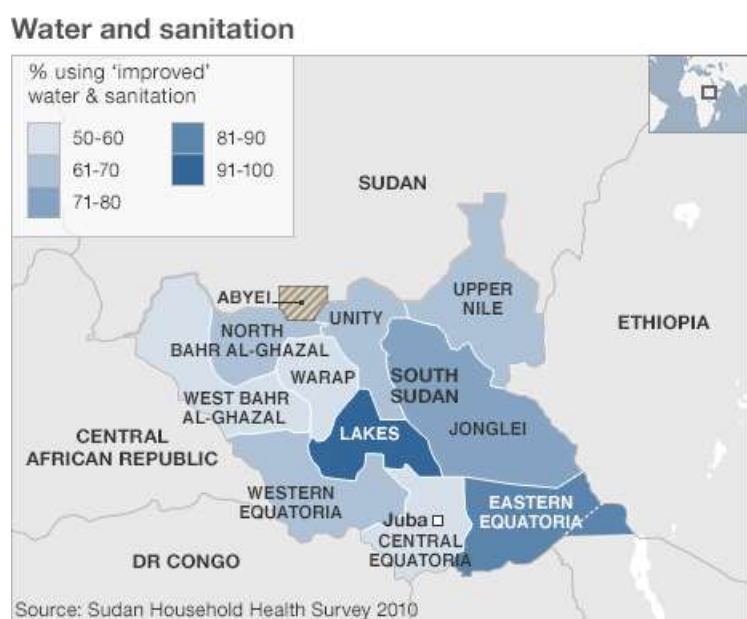 Water and sanitation
% using ‘improved’
water & sanitation
50-60
61-70
71-80
81-90
91-100
SUDAN
ABYEI
UPPER
NILE
UNITY
ETHIOPIA
NORTH
BAHR AL-GHAZAL
WARAP
SOUTH
SUDAN
WEST BAHR
AL-GHAZAL
LAKES
JONGLEI
CENTRAL
AFRICAN REPUBLIC
WESTERN
EQUATORIA
EASTERN
EQUATORIA
Juba
CENTRAL
EQUATORIA
DR CONGO
Source: Sudan Household Health Survey 2010